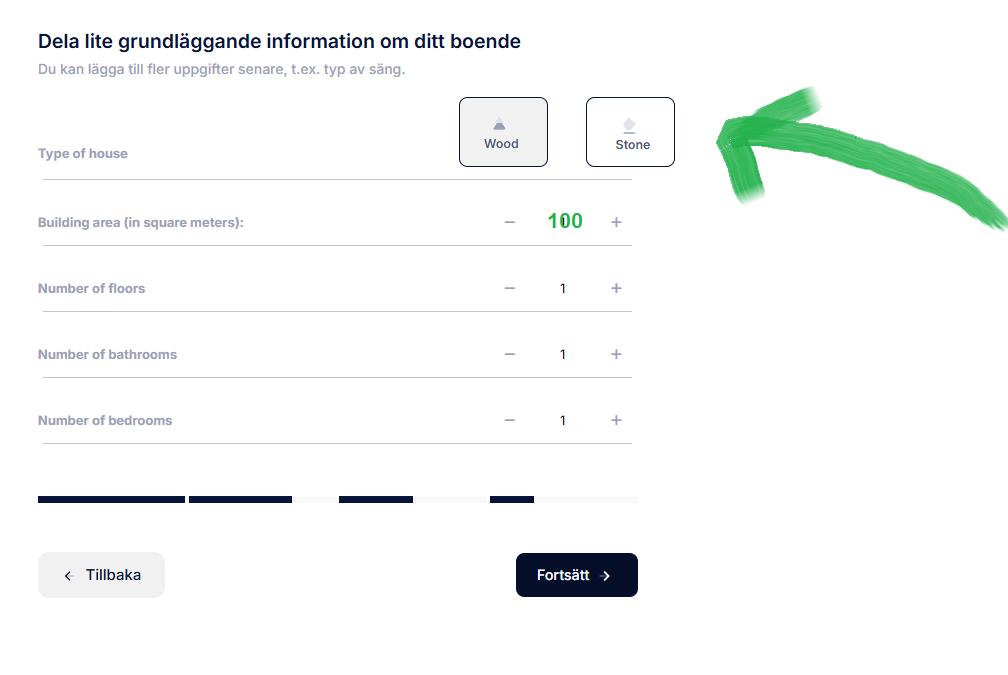 Dela lite grundläggande information om ditt boende
Du kan lägga till fler uppgifter senare, t.ex. typ av säng.
Type of house Wood Stone
Building area (in square meters): − 100 +
Number of floors − 1 +
Number of bathrooms − 1 +
Number of bedrooms − 1 +
← Tillbaka Fortsätt →